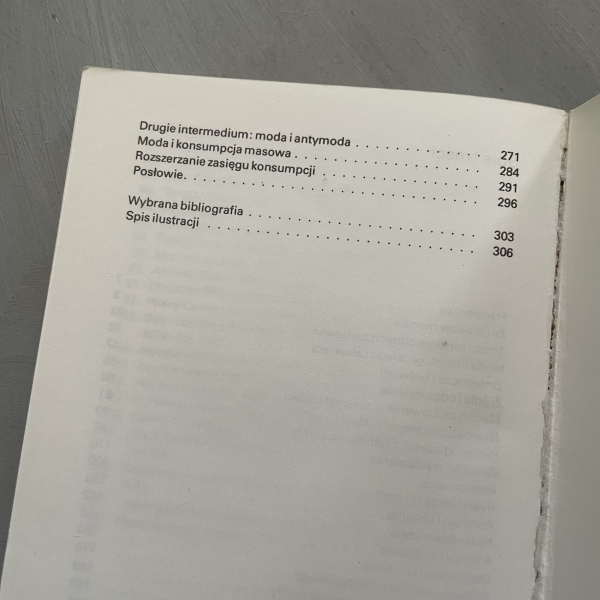 Drugie intermedium: moda i antymoda . . . . . . . . . . . . 271
Moda i konsumpcja masowa . . . . . . . . . . . . . . . . . 284
Rozszerzanie zasięgu konsumpcji . . . . . . . . . . . . . . 291
Posłowie . . . . . . . . . . . . . . . . . . . . . . . . . . 296
Wybrana bibliografia . . . . . . . . . . . . . . . . . . . . 303
Spis ilustracji . . . . . . . . . . . . . . . . . . . . . . . 306